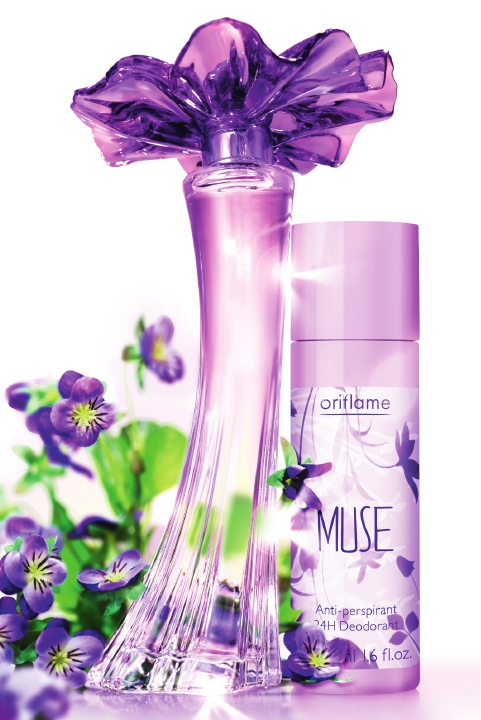 oriflame
MUSE
Anti-perspirant
24H Deodorant
ml 1.6 fl.oz.